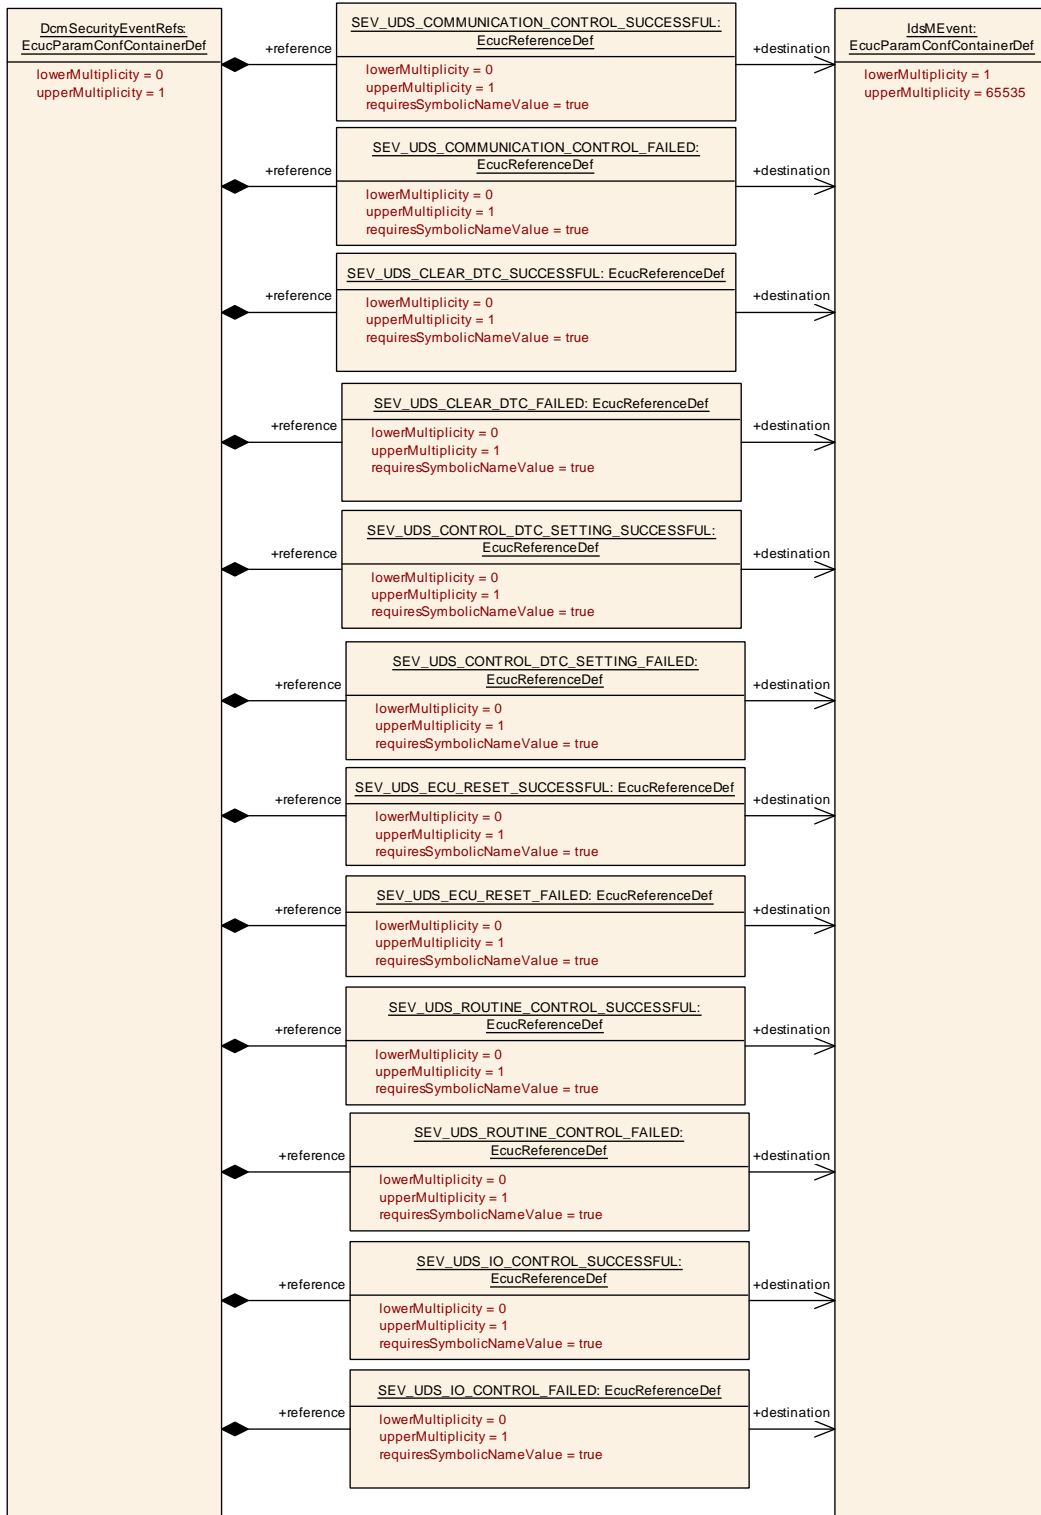 DcmSecurityEventRefs:
EcucParamConfContainerDef
lowerMultiplicity = 0
upperMultiplicity = 1
+reference
SEV_UDS_COMMUNICATION_CONTROL_SUCCESSFUL:
EcucReferenceDef
lowerMultiplicity = 0
upperMultiplicity = 1
requiresSymbolicNameValue = true
+destination
IdsMEvent:
EcucParamConfContainerDef
lowerMultiplicity = 1
upperMultiplicity = 65535
+reference
SEV_UDS_COMMUNICATION_CONTROL_FAILED:
EcucReferenceDef
lowerMultiplicity = 0
upperMultiplicity = 1
requiresSymbolicNameValue = true
+destination
+reference
SEV_UDS_CLEAR_DTC_SUCCESSFUL: EcucReferenceDef
lowerMultiplicity = 0
upperMultiplicity = 1
requiresSymbolicNameValue = true
+destination
+reference
SEV_UDS_CLEAR_DTC_FAILED: EcucReferenceDef
lowerMultiplicity = 0
upperMultiplicity = 1
requiresSymbolicNameValue = true
+destination
+reference
SEV_UDS_CONTROL_DTC_SETTING_SUCCESSFUL:
EcucReferenceDef
lowerMultiplicity = 0
upperMultiplicity = 1
requiresSymbolicNameValue = true
+destination
+reference
SEV_UDS_CONTROL_DTC_SETTING_FAILED:
EcucReferenceDef
lowerMultiplicity = 0
upperMultiplicity = 1
requiresSymbolicNameValue = true
+destination
+reference
SEV_UDS_ECU_RESET_SUCCESSFUL: EcucReferenceDef
lowerMultiplicity = 0
upperMultiplicity = 1
requiresSymbolicNameValue = true
+destination
+reference
SEV_UDS_ECU_RESET_FAILED: EcucReferenceDef
lowerMultiplicity = 0
upperMultiplicity = 1
requiresSymbolicNameValue = true
+destination
+reference
SEV_UDS_ROUTINE_CONTROL_SUCCESSFUL:
EcucReferenceDef
lowerMultiplicity = 0
upperMultiplicity = 1
requiresSymbolicNameValue = true
+destination
+reference
SEV_UDS_ROUTINE_CONTROL_FAILED:
EcucReferenceDef
lowerMultiplicity = 0
upperMultiplicity = 1
requiresSymbolicNameValue = true
+destination
+reference
SEV_UDS_IO_CONTROL_SUCCESSFUL:
EcucReferenceDef
lowerMultiplicity = 0
upperMultiplicity = 1
requiresSymbolicNameValue = true
+destination
+reference
SEV_UDS_IO_CONTROL_FAILED: EcucReferenceDef
lowerMultiplicity = 0
upperMultiplicity = 1
requiresSymbolicNameValue = true
+destination